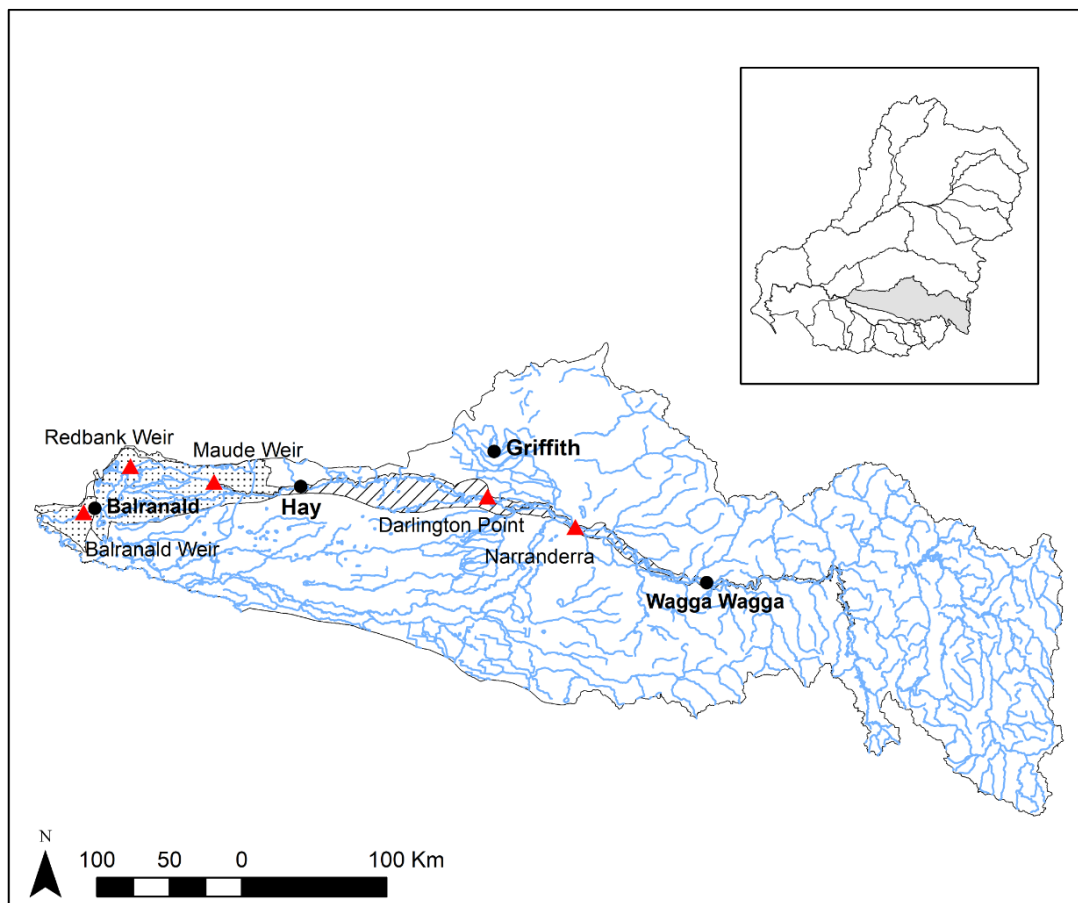 Redbank Weir
Maude Weir
Griffith
Balranald
Hay
Darlington Point
Balranald Weir
Narranderra
Wagga Wagga
N
100 50 0 100 Km